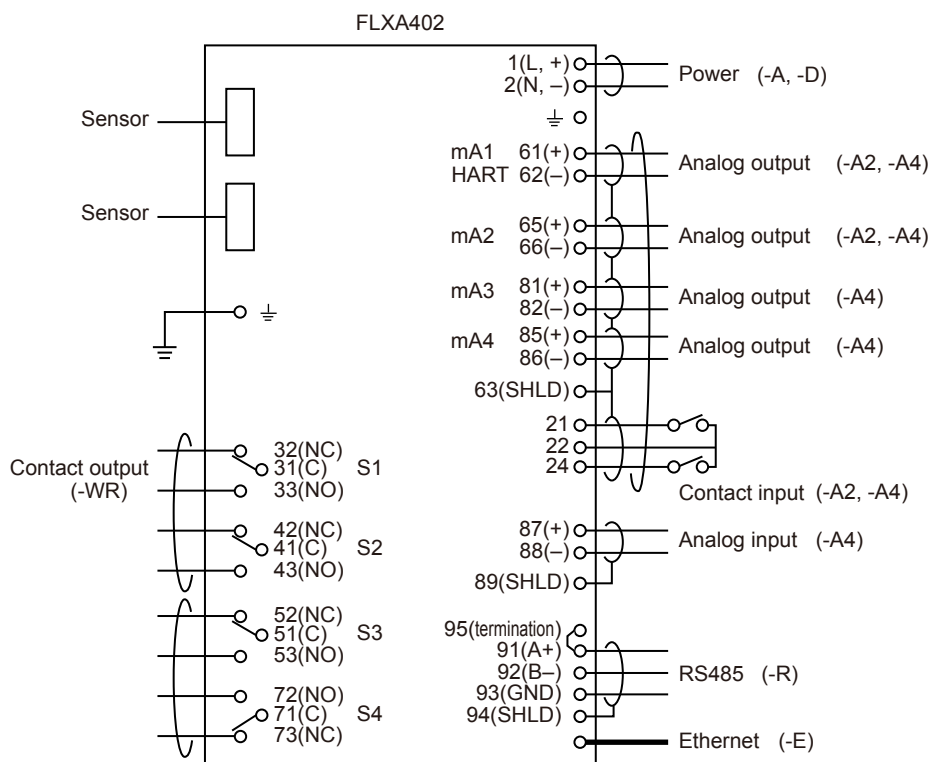 FLXA402
Sensor
Sensor
Contact output
(-WR)
32(NC)
31(C) S1
33(NO)
42(NC)
41(C) S2
43(NO)
52(NC)
51(C) S3
53(NO)
72(NO)
71(C) S4
73(NC)
1(L, +)
2(N, –)
Power (-A, -D)
mA1 61(+)
HART 62(–)
Analog output (-A2, -A4)
mA2
65(+)
66(–)
Analog output (-A2, -A4)
mA3
81(+)
82(–)
Analog output (-A4)
mA4
85(+)
86(–)
Analog output (-A4)
63(SHLD)
21
22
24
Contact input (-A2, -A4)
87(+)
88(–)
Analog input (-A4)
89(SHLD)
95(termination)
91(A+)
92(B–)
93(GND)
94(SHLD)
RS485 (-R)
Ethernet (-E)